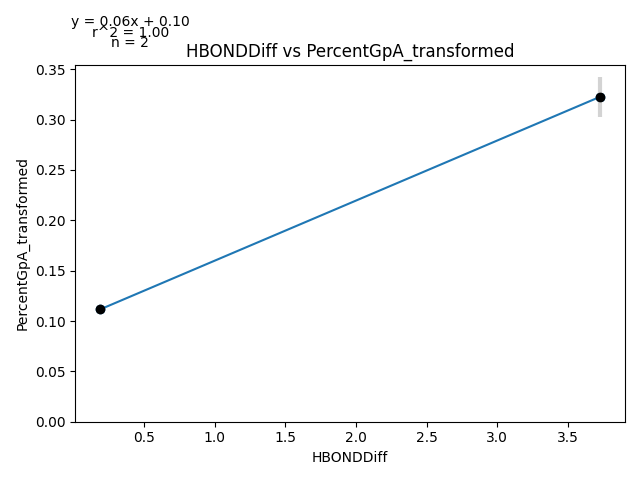 y = 0.06x + 0.10
r^2 = 1.00
n = 2
HBONDDiff vs PercentGpA_transformed
0.35
0.30
0.25
0.20
0.15
0.10
0.05
0.00
PercentGpA_transformed
0.5
1.0
1.5
2.0
2.5
3.0
3.5
HBONDDiff